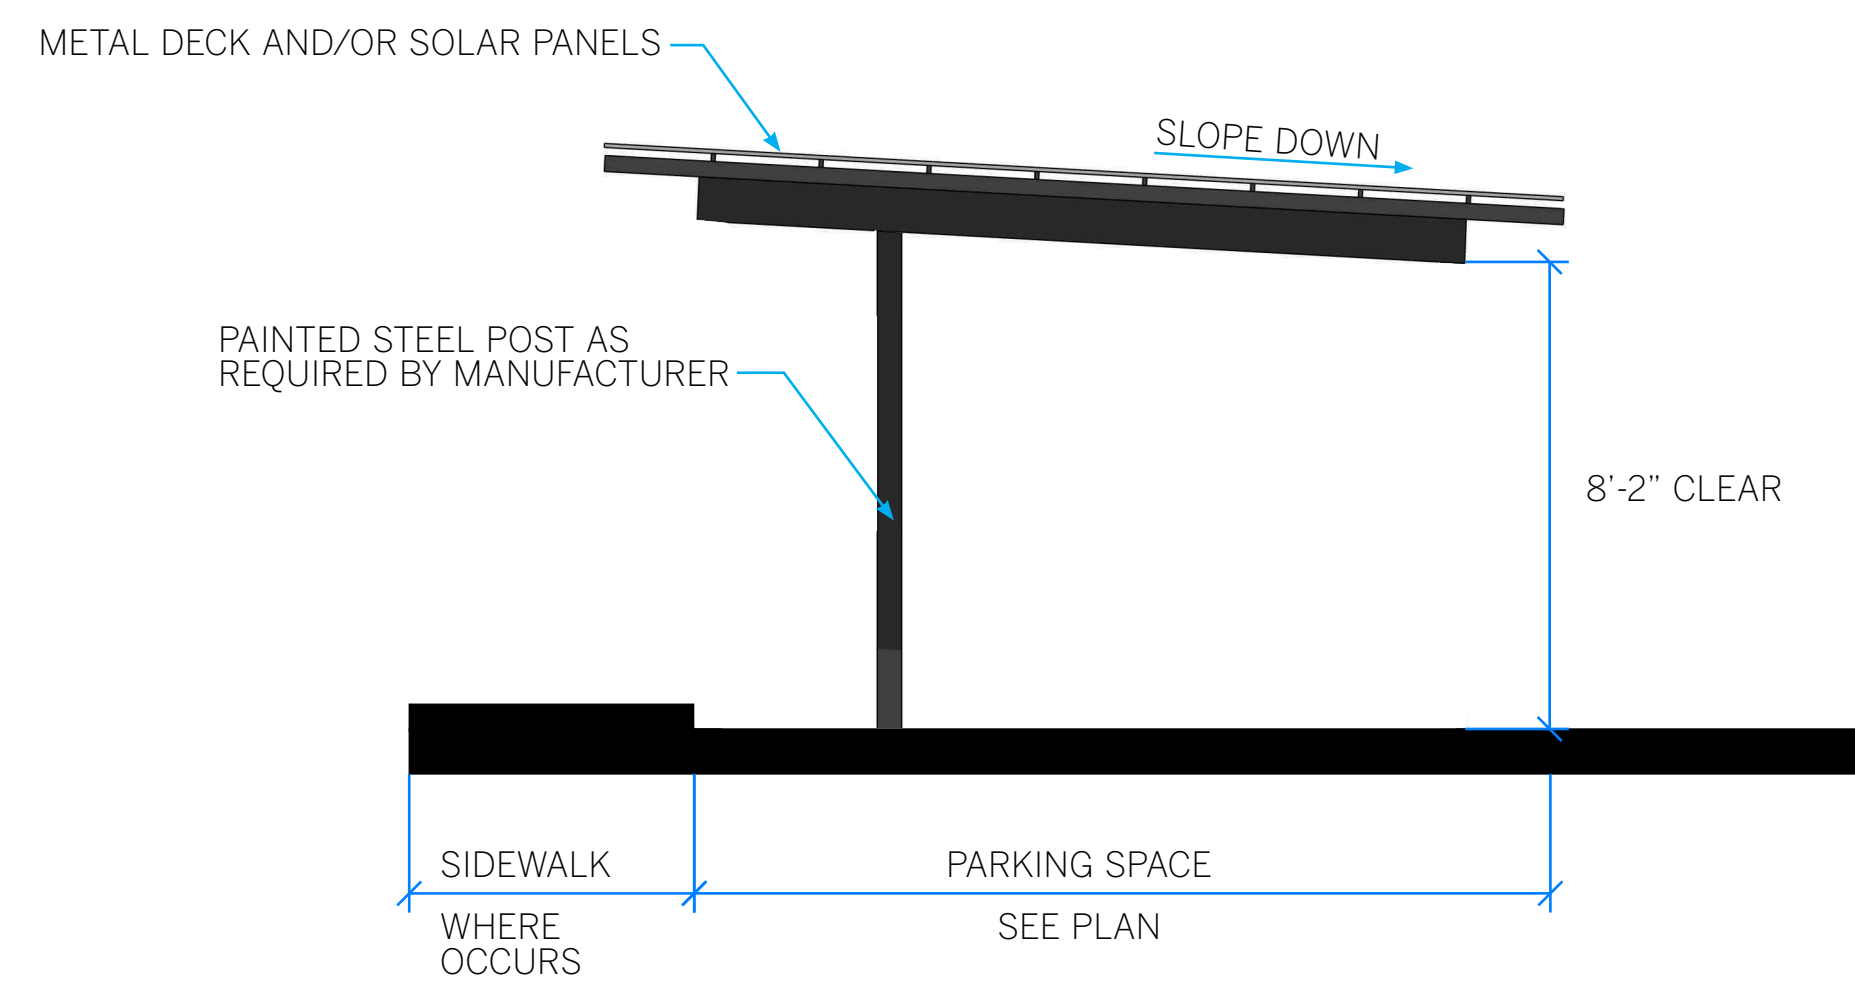 METAL DECK AND/OR SOLAR PANELS
SLOPE DOWN
PAINTED STEEL POST AS
REQUIRED BY MANUFACTURER
8’-2” CLEAR
SIDEWALK
WHERE
OCCURS
PARKING SPACE
SEE PLAN